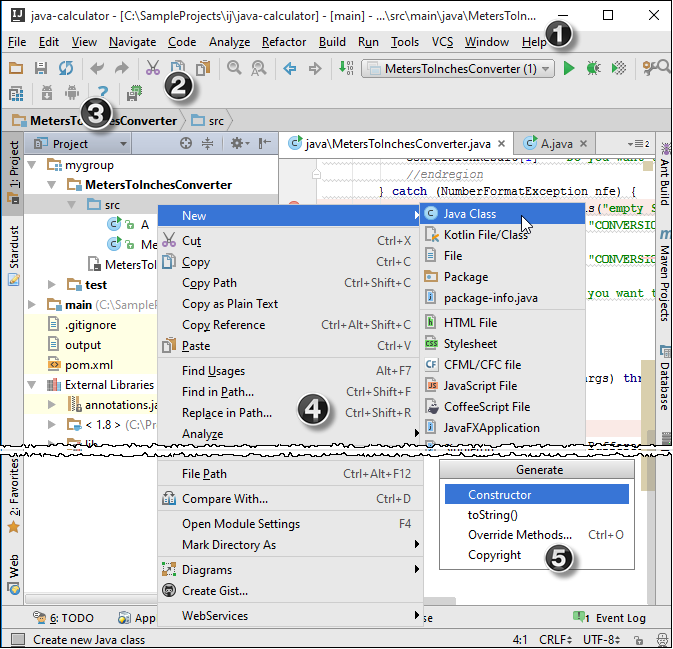 java-calculator - [C:\SampleProjects\ij\java-calculator] - [main] - ...\src\main\java\MetersToInc...
File Edit View Navigate Code Analyze Refactor Build Run Tools VCS Window Help
1
2
MetersToInchesConverter (1)
3
MetersToInchesConverter src
1: Project
Stardust
Project
java\MetersToInchesConverter.java
A.java
2
mygroup
MetersToInchesConverter
src
A
Me
MetersTo
test
main (C:\SamplePr
.gitignore
output
pom.xml
External Libraries
annotations.ja
< 1.8 > (C:\Pr
lib
//endregion
} catch (NumberFormatException nfe) {
s("empty S
"CONVERSIO
"CONVERSIO
you want t
args) thr
New
Cut Ctrl+X
Copy Ctrl+C
Copy Path Ctrl+Shift+C
Copy as Plain Text
Copy Reference Ctrl+Alt+Shift+C
Paste Ctrl+V
Find Usages Alt+F7
Find in Path... Ctrl+Shift+F
Replace in Path... Ctrl+Shift+R
4
Analyze
Java Class
Kotlin File/Class
File
Package
package-info.java
HTML File
Stylesheet
CFML/CFC file
JavaScript File
CoffeeScript File
JavaFXApplication
Ant Build
Maven Projects
Database
2: Favorites
Web
File Path Ctrl+Alt+F12
Compare With... Ctrl+D
Open Module Settings F4
Mark Directory As
Diagrams
Create Gist...
WebServices
Generate
Constructor
toString()
Override Methods... Ctrl+O
Copyright
5
6: TODO
App
se
1 Event Log
Create new Java class
4:1 CRLF UTF-8